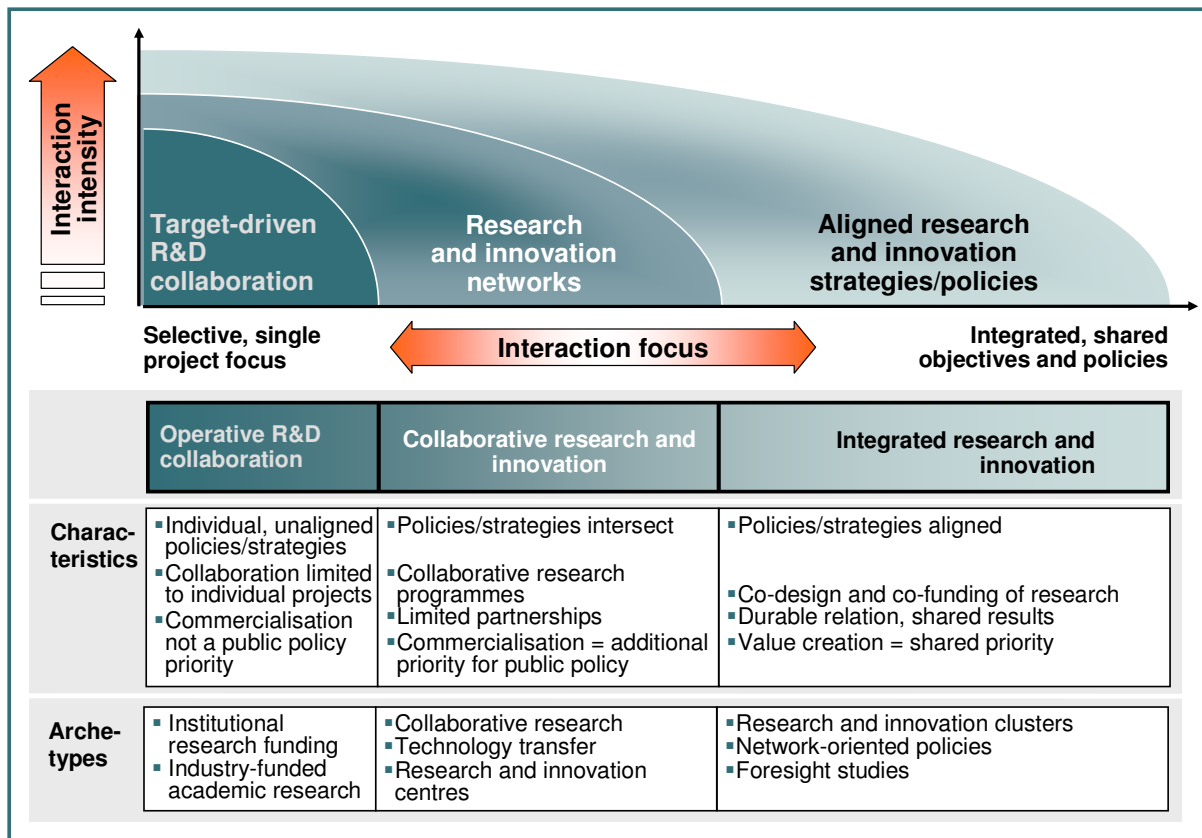 Interaction
intensity
Target-driven
R&D
collaboration
Research
and innovation
networks
Aligned research
and innovation
strategies/policies
Selective, single
project focus
Interaction focus
Integrated, shared
objectives and policies
Operative R&D
collaboration
Collaborative research and
innovation
Integrated research and
innovation
Charac-
teristics
▪Individual, unaligned
policies/strategies
▪Collaboration limited
to individual projects
▪Commercialisation
not a public policy
priority
▪Policies/strategies intersect
▪Collaborative research
programmes
▪Limited partnerships
▪Commercialisation = additional
priority for public policy
▪Policies/strategies aligned
▪Co-design and co-funding of research
▪Durable relation, shared results
▪Value creation = shared priority
Arche-
types
▪ Institutional
research funding
▪ Industry-funded
academic research
▪Collaborative research
▪Technology transfer
▪Research and innovation
centres
▪Research and innovation clusters
▪Network-oriented policies
▪Foresight studies